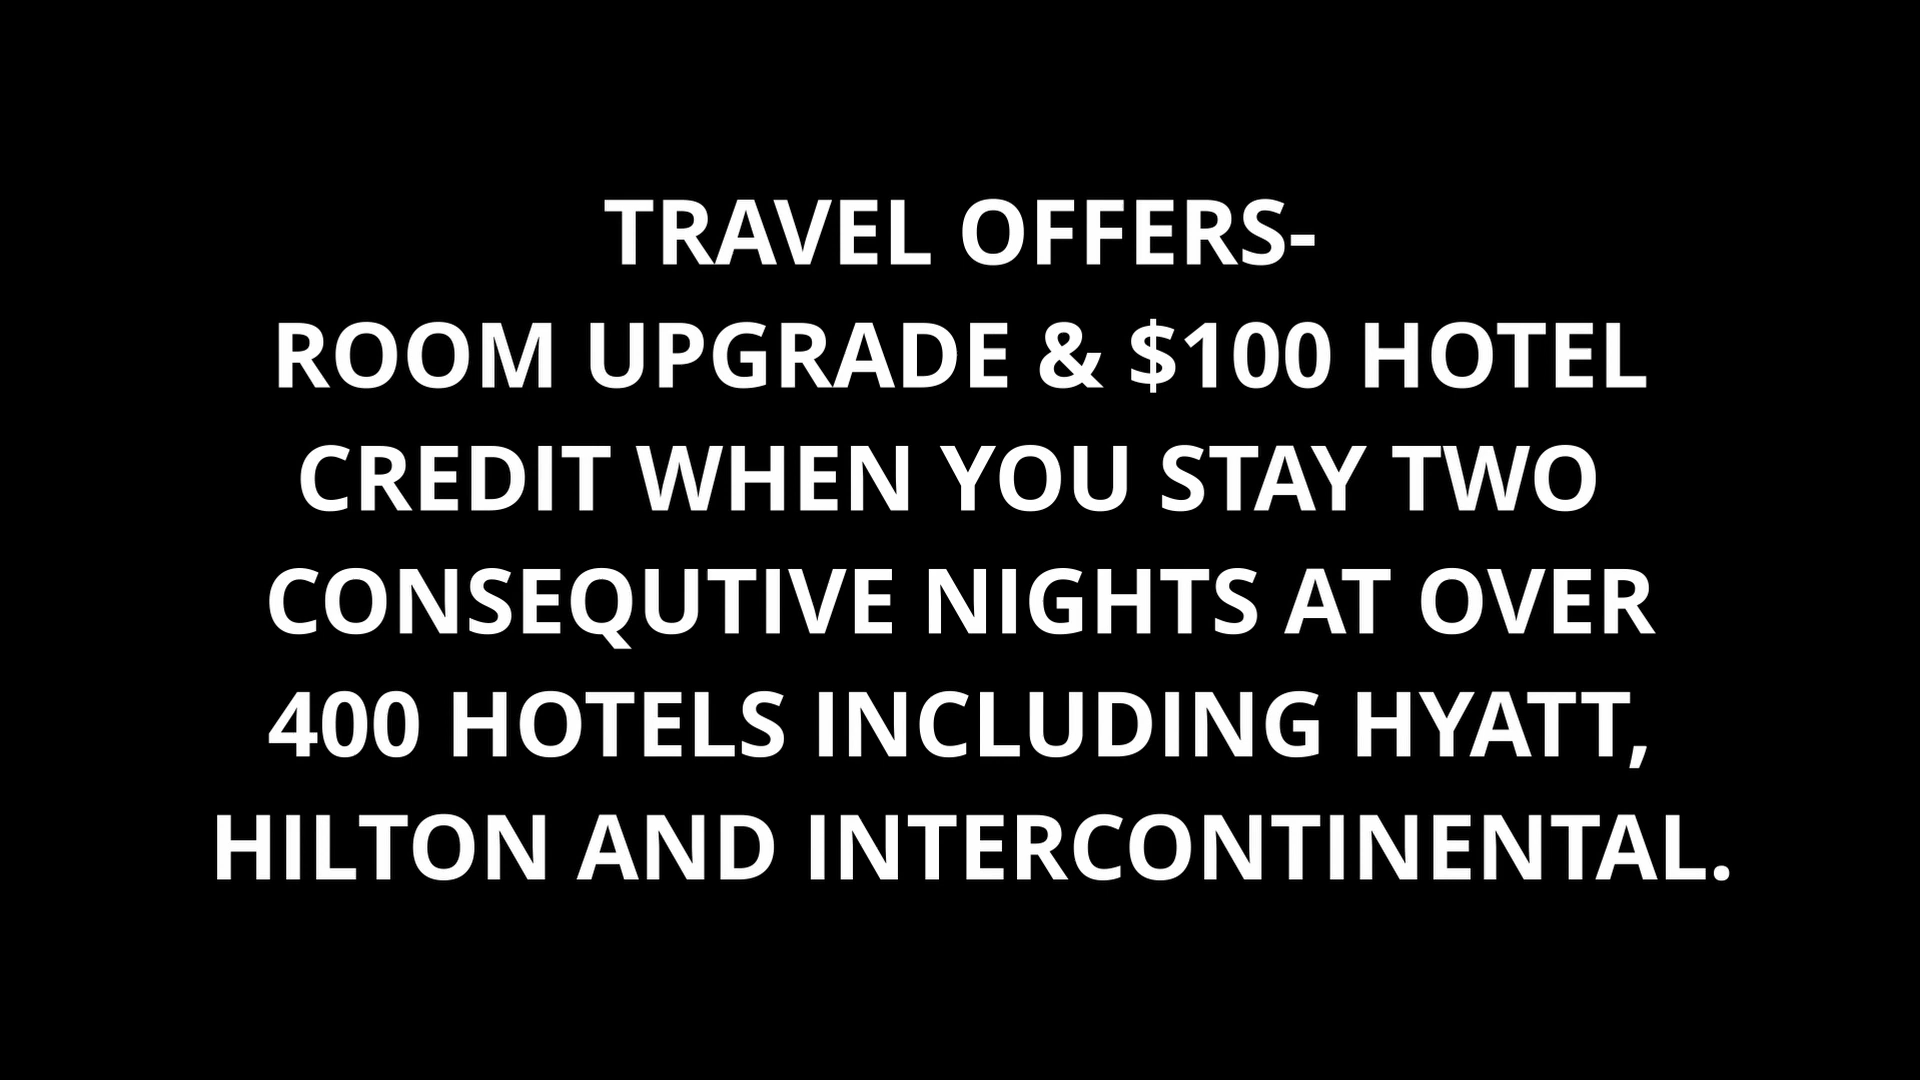 TRAVEL OFFERS-
ROOM UPGRADE & $100 HOTEL
CREDIT WHEN YOU STAY TWO
CONSEQUTIVE NIGHTS AT OVER
400 HOTELS INCLUDING HYATT,
HILTON AND INTERCONTINENTAL.